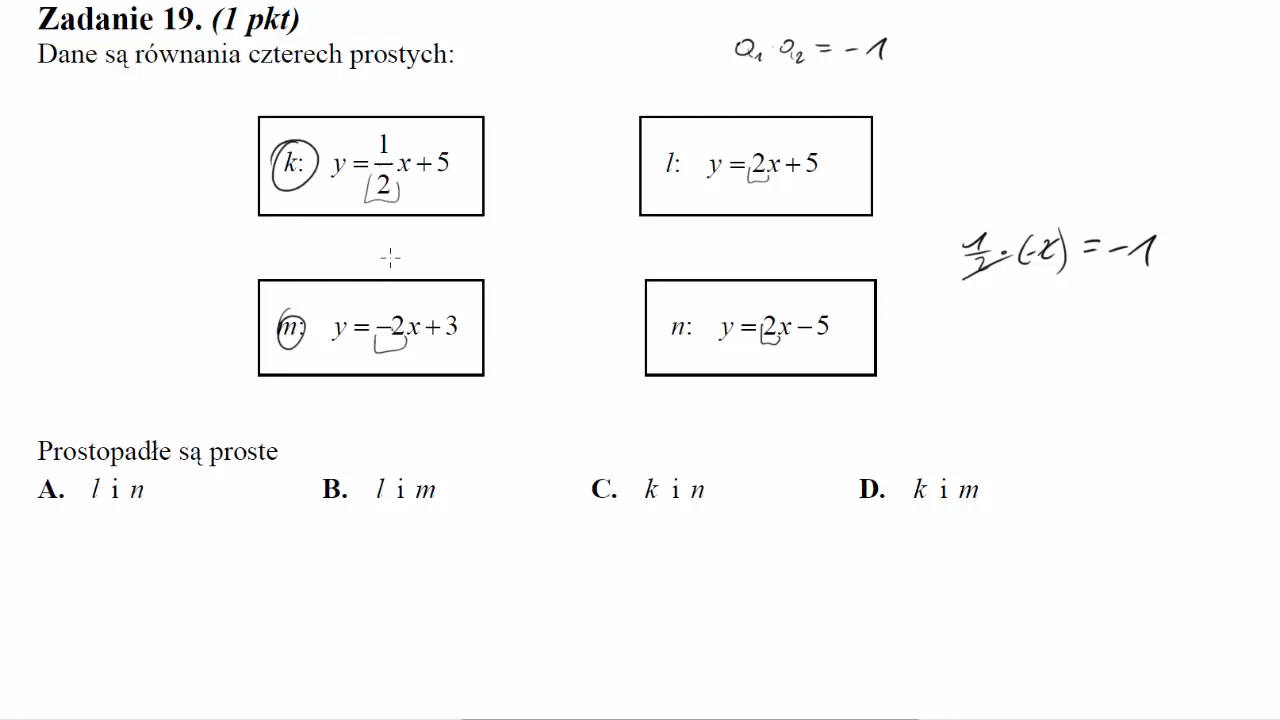 Zadanie 19. (1 pkt)
Dane są równania czterech prostych:
a₁ · a₂ = -1
k: y = 1/2 x + 5
l: y = 2x + 5
1/2 · (-2) = -1
m: y = -2x + 3
n: y = 2x - 5
Prostopadłe są proste
A. l i n B. l i m C. k i n D. k i m